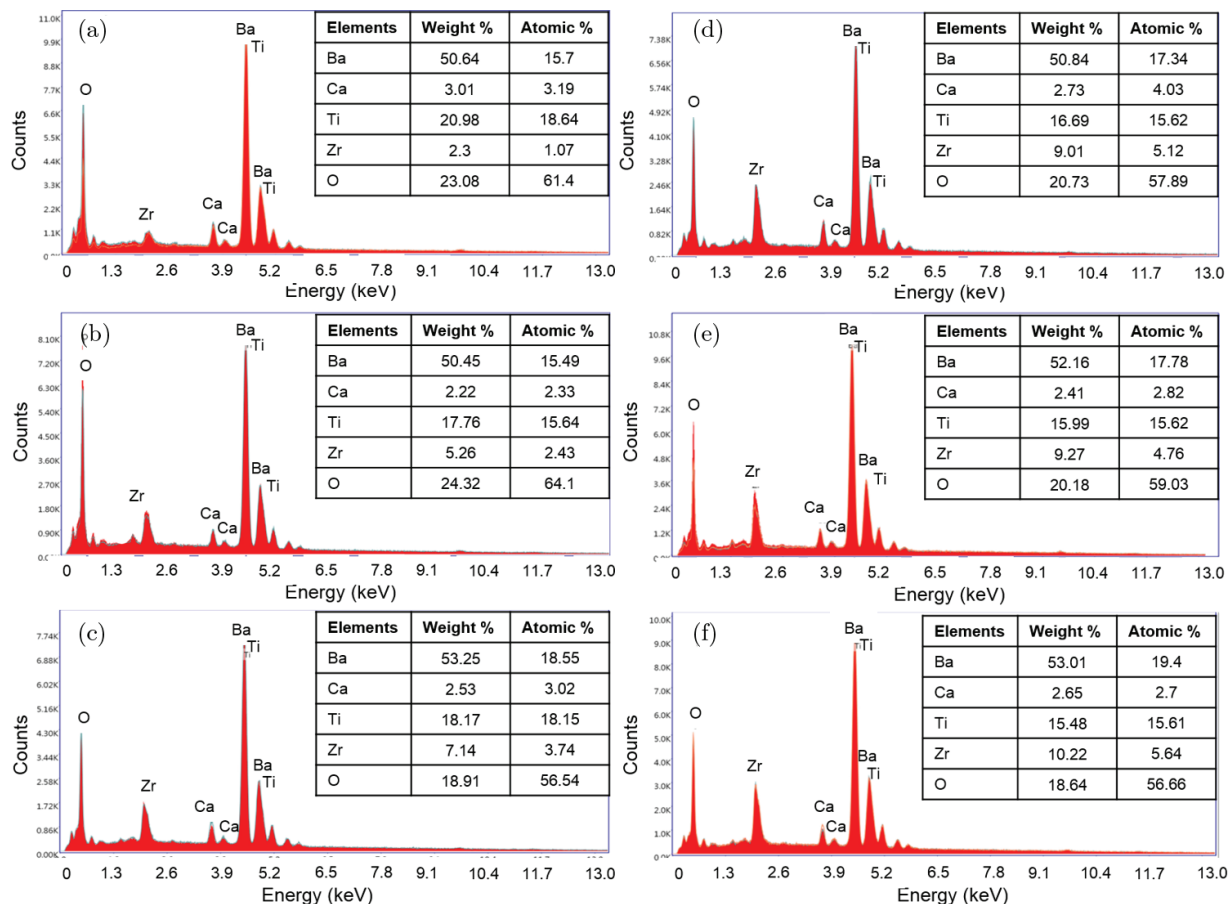 (a)
Counts
11.0K
9.9K
8.8K
7.7K
6.6K
5.5K
4.4K
3.3K
2.2K
1.1K
O
Zr
Ca
Ca
Ba
Ti
Ba
Ti
Elements Weight % Atomic %
Ba 50.64 15.7
Ca 3.01 3.19
Ti 20.98 18.64
Zr 2.3 1.07
O 23.08 61.4
0 1.3 2.6 3.9 5.2 6.5 7.8 9.1 10.4 11.7 13.0
Energy (keV)
(d)
Counts
7.38K
6.56K
5.74K
4.92K
4.10K
3.28K
2.46K
1.64K
0.82K
O
Zr
Ca
Ca
Ba
Ti
Ba
Ti
Elements Weight % Atomic %
Ba 50.84 17.34
Ca 2.73 4.03
Ti 16.69 15.62
Zr 9.01 5.12
O 20.73 57.89
0 1.3 2.6 3.9 5.2 6.5 7.8 9.1 10.4 11.7 13.0
Energy (keV)
(b)
Counts
8.10K
7.20K
6.30K
5.40K
4.50K
3.60K
2.70K
1.80K
0.90K
O
Zr
Ca
Ca
Ba
Ti
Ba
Ti
Elements Weight % Atomic %
Ba 50.45 15.49
Ca 2.22 2.33
Ti 17.76 15.64
Zr 5.26 2.43
O 24.32 64.1
0 1.3 2.6 3.9 5.2 6.5 7.8 9.1 10.4 11.7 13.0
Energy (keV)
(e)
Counts
10.8K
9.6K
8.4K
7.2K
6.0K
4.8K
3.6K
2.4K
1.2K
O
Zr
Ca
Ca
Ba
Ti
Ba
Ti
Elements Weight % Atomic %
Ba 52.16 17.78
Ca 2.41 2.82
Ti 15.99 15.62
Zr 9.27 4.76
O 20.18 59.03
0 1.3 2.6 3.9 5.2 6.5 7.8 9.1 10.4 11.7 13.0
Energy (keV)
(c)
Counts
7.74K
6.88K
6.02K
5.16K
4.30K
3.44K
2.58K
1.72K
0.86K
0.00K
O
Zr
Ca
Ca
Ba
Ti
Ba
Ti
Elements Weight % Atomic %
Ba 53.25 18.55
Ca 2.53 3.02
Ti 18.17 18.15
Zr 7.14 3.74
O 18.91 56.54
0 1.3 2.6 3.9 5.2 6.5 7.8 9.1 10.4 11.7 13.0
Energy (keV)
(f)
Counts
10.0K
9.0K
8.0K
7.0K
6.0K
5.0K
4.0K
3.0K
2.0K
1.0K
O
Zr
Ca
Ca
Ba
Ti
Ba
Ti
Elements Weight % Atomic %
Ba 53.01 19.4
Ca 2.65 2.7
Ti 15.48 15.61
Zr 10.22 5.64
O 18.64 56.66
0 1.3 2.6 3.9 5.2 6.5 7.8 9.1 10.4 11.7 13.0
Energy (keV)